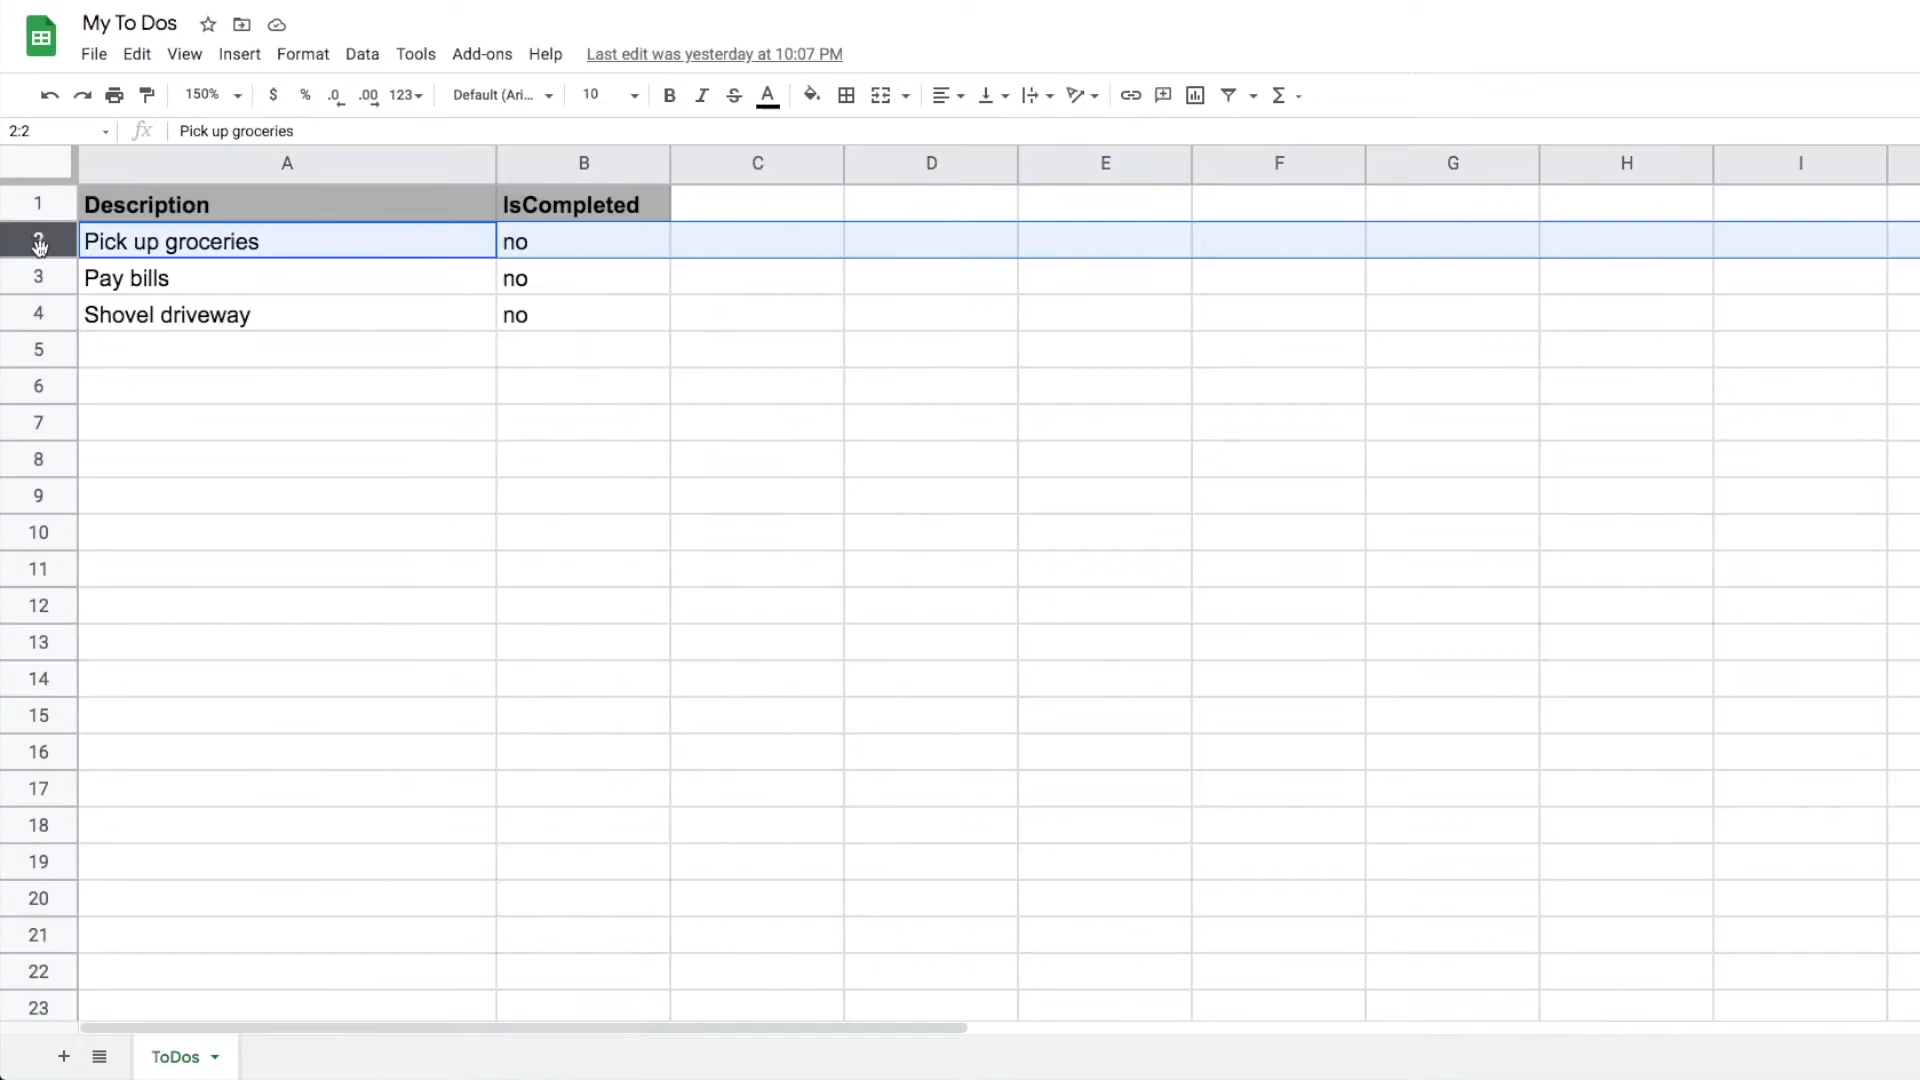 My To Dos
File Edit View Insert Format Data Tools Add-ons Help Last edit was yesterday at 10:07 PM
150% $ % .0 .00 123 Default (Ari... 10 B I S A Σ
2:2 fx Pick up groceries
A B C D E F G H I
1 Description IsCompleted
2 Pick up groceries no
3 Pay bills no
4 Shovel driveway no
5
6
7
8
9
10
11
12
13
14
15
16
17
18
19
20
21
22
23
+ ToDos